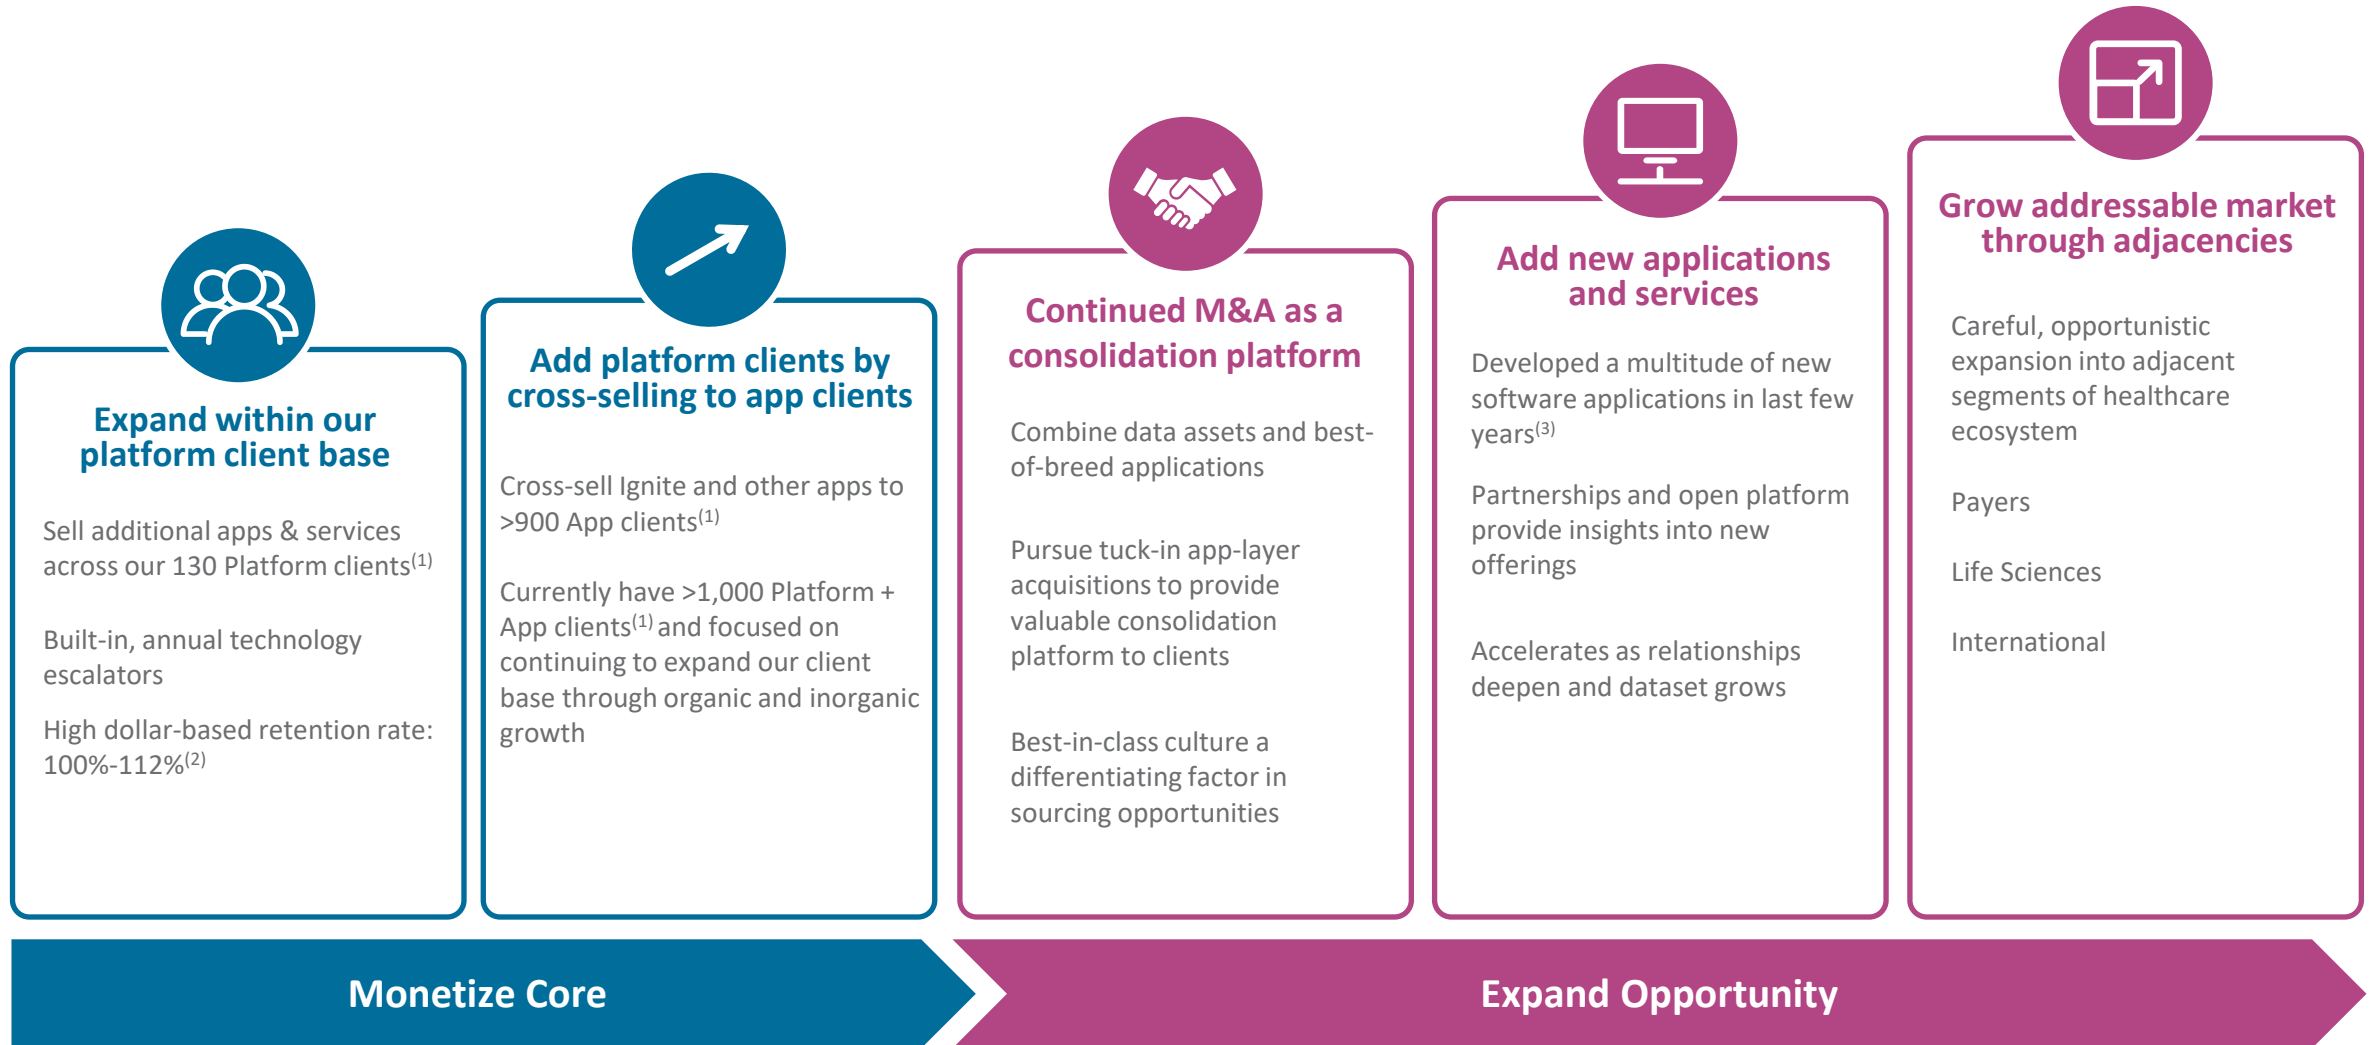 Expand within our
platform client base
Sell additional apps & services
across our 130 Platform clients(1)
Built-in, annual technology
escalators
High dollar-based retention rate:
100%-112%(2)
Add platform clients by
cross-selling to app clients
Cross-sell Ignite and other apps to
>900 App clients(1)
Currently have >1,000 Platform +
App clients(1) and focused on
continuing to expand our client
base through organic and inorganic
growth
Continued M&A as a
consolidation platform
Combine data assets and best-
of-breed applications
Pursue tuck-in app-layer
acquisitions to provide
valuable consolidation
platform to clients
Best-in-class culture a
differentiating factor in
sourcing opportunities
Add new applications
and services
Developed a multitude of new
software applications in last few
years(3)
Partnerships and open platform
provide insights into new
offerings
Accelerates as relationships
deepen and dataset grows
Grow addressable market
through adjacencies
Careful, opportunistic
expansion into adjacent
segments of healthcare
ecosystem
Payers
Life Sciences
International
Monetize Core
Expand Opportunity